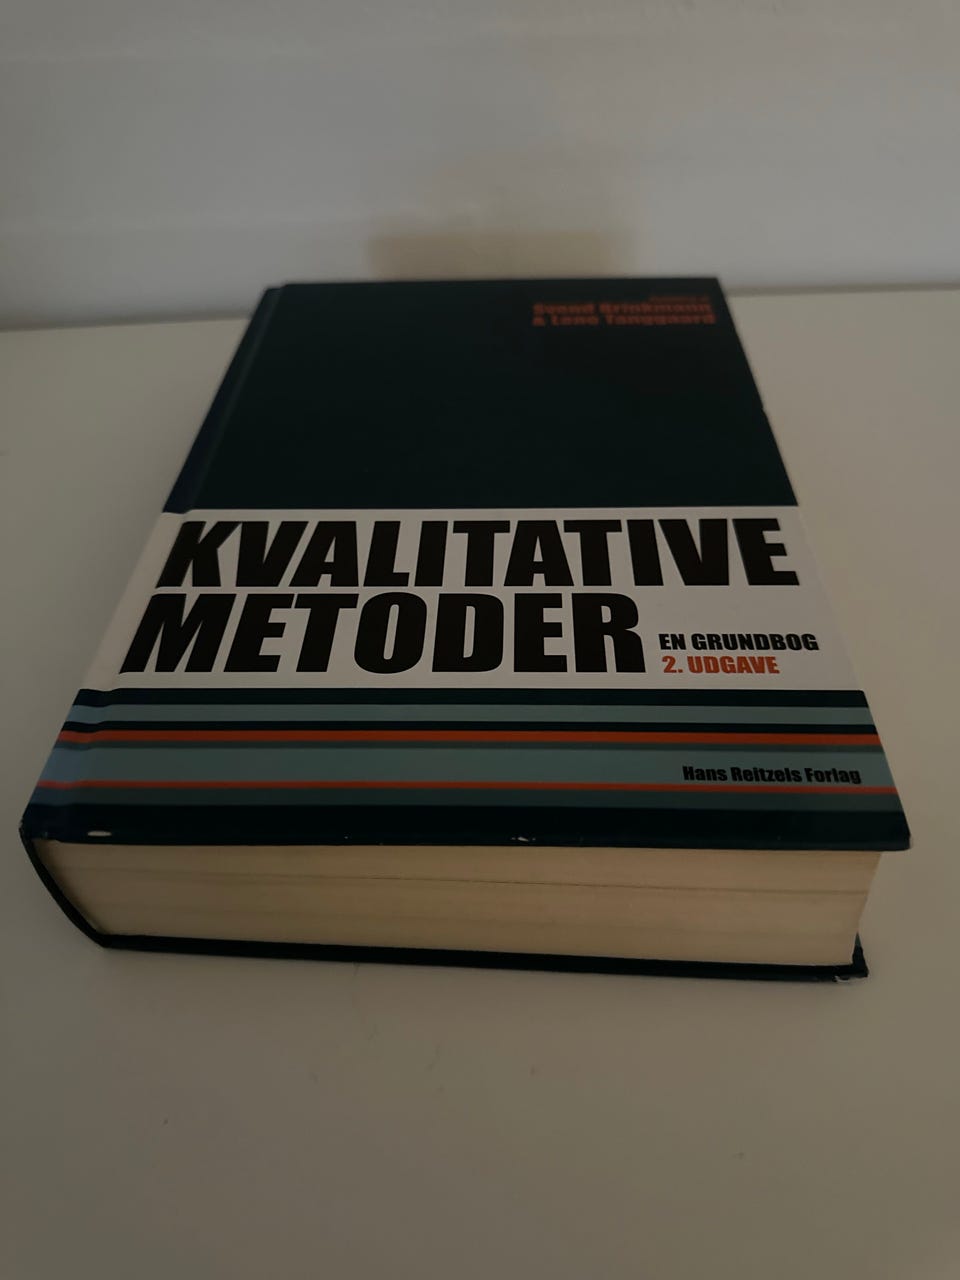 Svend Brinkmann
& Lene Tanggaard
KVALITATIVE
METODER
EN GRUNDBOG
2. UDGAVE
Hans Reitzels Forlag